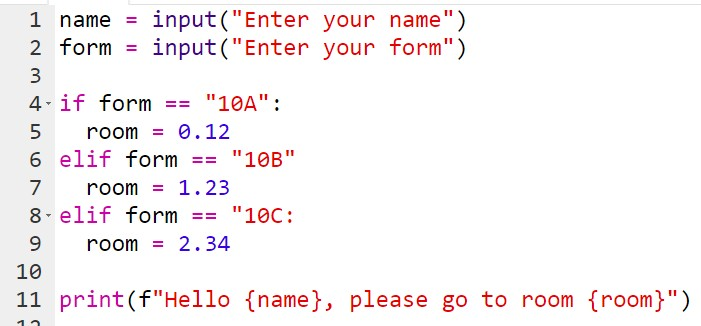 1 name = input("Enter your name")
2 form = input("Enter your form")
3
4 if form == "10A":
5   room = 0.12
6 elif form == "10B"
7   room = 1.23
8 elif form == "10C:
9   room = 2.34
10
11 print(f"Hello {name}, please go to room {room}")